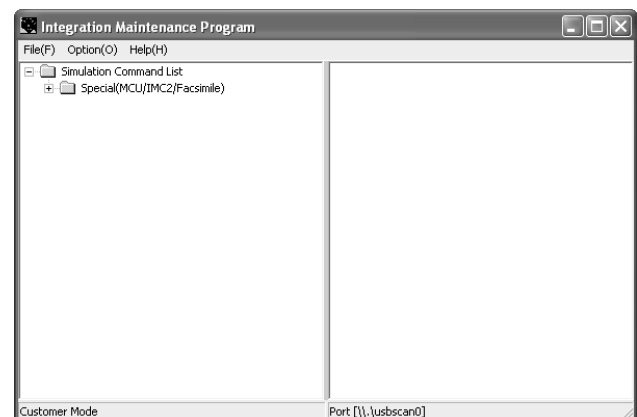 Integration Maintenance Program
File(F) Option(O) Help(H)
Simulation Command List
Special(MCU/IMC2/Facsimile)
Customer Mode Port [\\.\usbscan0]